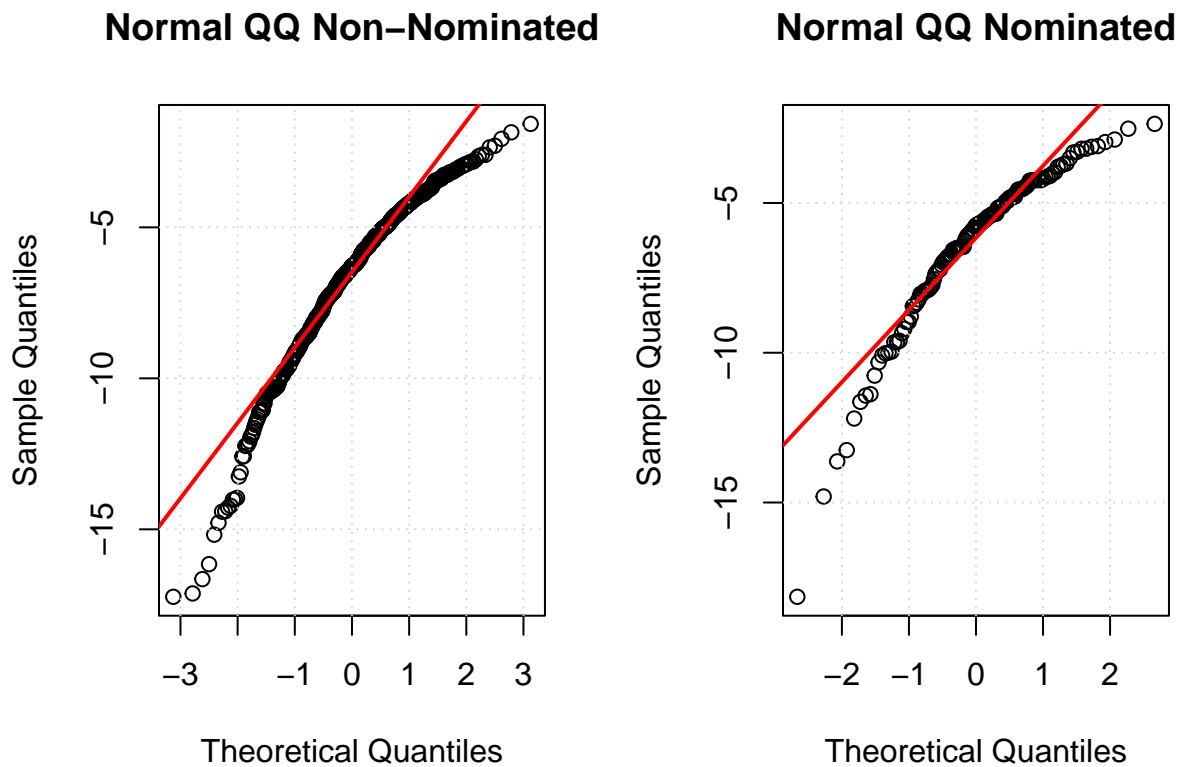 Normal QQ Non−Nominated
Sample Quantiles
−5
−10
−15
−3 −1 0 1 2 3
Theoretical Quantiles
Normal QQ Nominated
Sample Quantiles
−5
−10
−15
−2 −1 0 1 2
Theoretical Quantiles